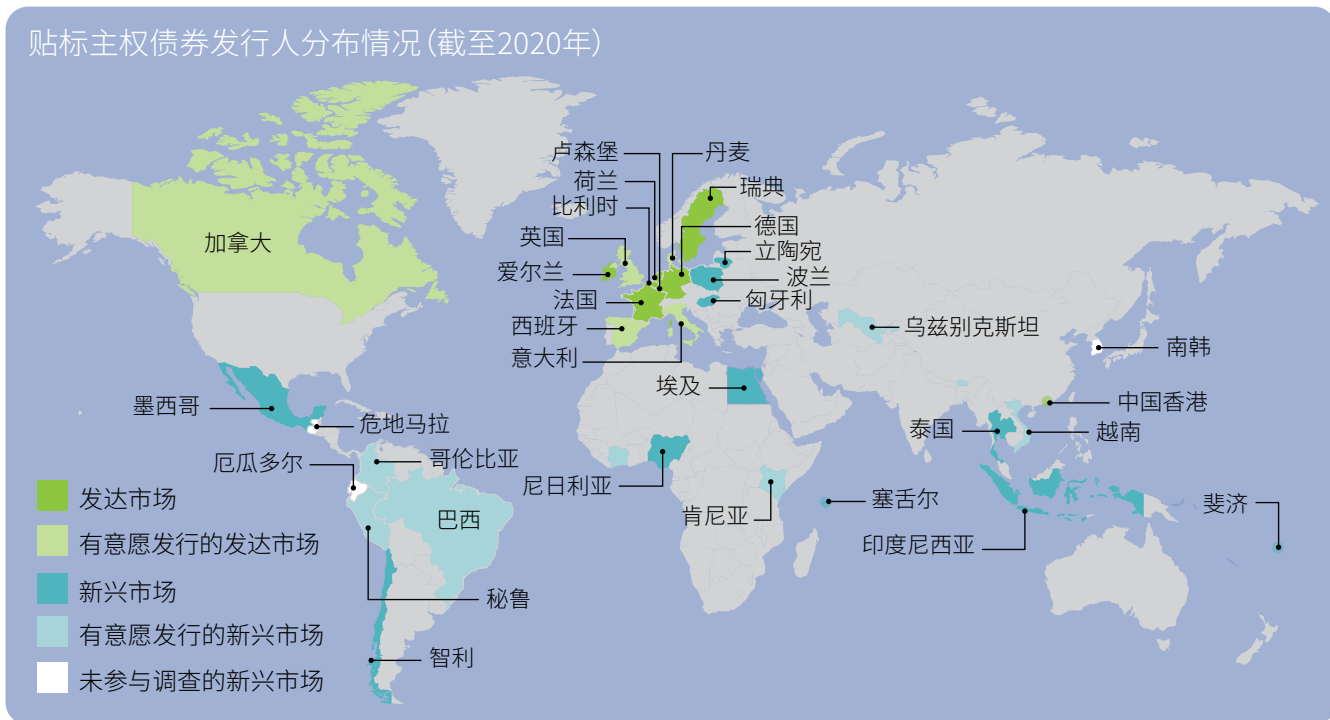 贴标主权债券发行人分布情况（截至2020年）
卢森堡
丹麦
荷兰
瑞典
比利时
德国
英国
加拿大
立陶宛
爱尔兰
波兰
法国
匈牙利
西班牙
乌兹别克斯坦
意大利
南韩
埃及
墨西哥
中国香港
危地马拉
泰国
越南
厄瓜多尔
哥伦比亚
尼日利亚
塞舌尔
斐济
发达市场
巴西
肯尼亚
有意愿发行的发达市场
印度尼西亚
新兴市场
秘鲁
有意愿发行的新兴市场
智利
未参与调查的新兴市场